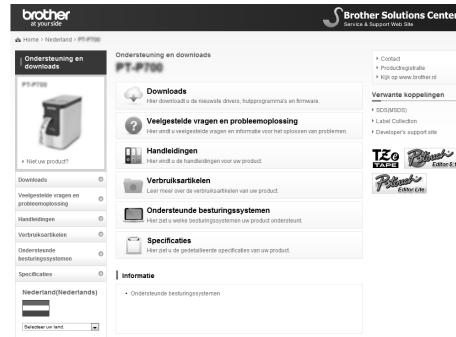 brother
at your side
Brother Solutions Center
Service & Support Web Site
Home > Nederland > PT-P700
Ondersteuning en
downloads
PT-P700
Niet uw product?
Downloads
Veelgestelde vragen en
probleemoplossing
Handleidingen
Verbruiksartikelen
Ondersteunde
besturingssystemen
Specificaties
Nederland(Nederlands)
Selecteer uw land.
Ondersteuning en downloads
PT-P700
Downloads
Hier downloadt u de nieuwste drivers, hulpprogramma's en firmware.
Veelgestelde vragen en probleemoplossing
Hier vindt u veelgestelde vragen en informatie voor het oplossen van problemen.
Handleidingen
Hier vindt u de handleidingen voor uw product.
Verbruiksartikelen
Leer meer over de verbruiksartikelen van uw product.
Ondersteunde besturingssystemen
Hier ziet u welke besturingssystemen uw product ondersteunt.
Specificaties
Hier ziet u de gedetailleerde specificaties van uw product.
Informatie
Ondersteunde besturingssystemen
Contact
Productregistratie
Kijk op www.brother.nl
Verwante koppelingen
SDS(MSDS)
Label Collection
Developer's support site
TZe
TAPE
P-touch
Editor 5.1
P-touch
Editor Lite